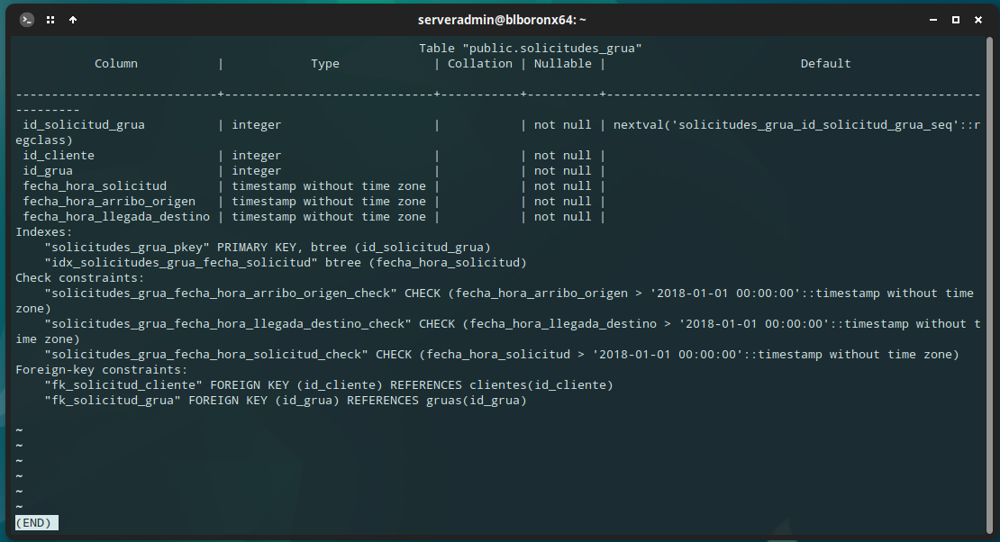 serveradmin@blboronx64: ~
Table "public.solicitudes_grua"
Column | Type | Collation | Nullable | Default
----------------------------+-----------------------------+-----------+----------+----------------------------------------------------
---------
id_solicitud_grua | integer | | not null | nextval('solicitudes_grua_id_solicitud_grua_seq'::r
egclass)
id_cliente | integer | | not null |
id_grua | integer | | not null |
fecha_hora_solicitud | timestamp without time zone | | not null |
fecha_hora_arribo_origen | timestamp without time zone | | not null |
fecha_hora_llegada_destino | timestamp without time zone | | not null |
Indexes:
"solicitudes_grua_pkey" PRIMARY KEY, btree (id_solicitud_grua)
"idx_solicitudes_grua_fecha_solicitud" btree (fecha_hora_solicitud)
Check constraints:
"solicitudes_grua_fecha_hora_arribo_origen_check" CHECK (fecha_hora_arribo_origen > '2018-01-01 00:00:00'::timestamp without time
zone)
"solicitudes_grua_fecha_hora_llegada_destino_check" CHECK (fecha_hora_llegada_destino > '2018-01-01 00:00:00'::timestamp without t
ime zone)
"solicitudes_grua_fecha_hora_solicitud_check" CHECK (fecha_hora_solicitud > '2018-01-01 00:00:00'::timestamp without time zone)
Foreign-key constraints:
"fk_solicitud_cliente" FOREIGN KEY (id_cliente) REFERENCES clientes(id_cliente)
"fk_solicitud_grua" FOREIGN KEY (id_grua) REFERENCES gruas(id_grua)
~
~
~
~
~
~
(END)